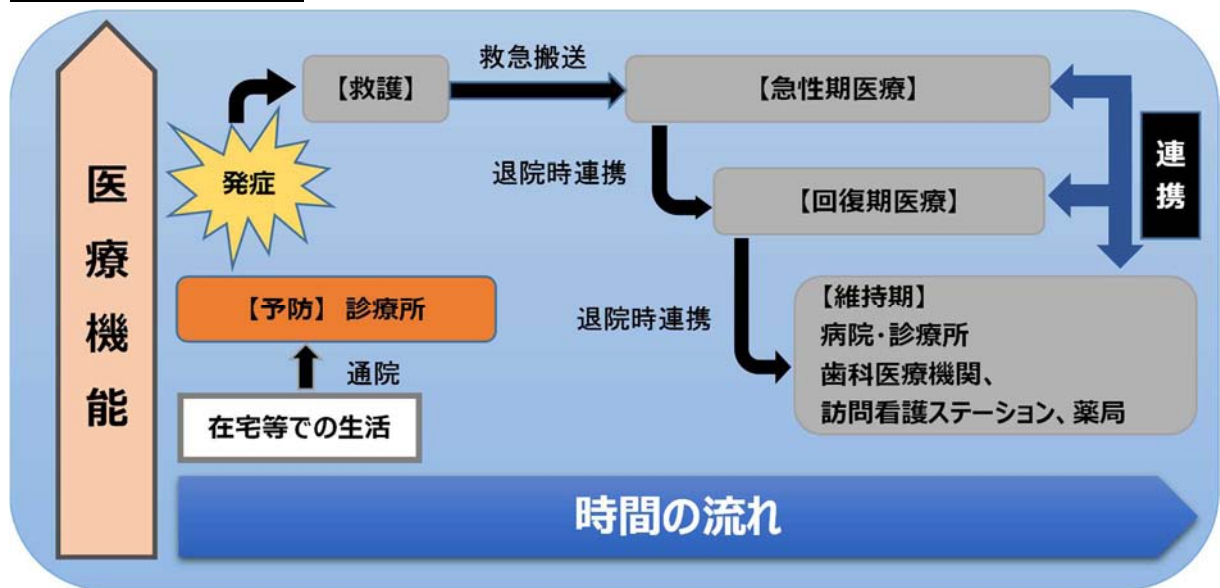 医療機能
【救護】
救急搬送
【急性期医療】
発症
退院時連携
【回復期医療】
連携
【予防】 診療所
退院時連携
【維持期】
病院・診療所
歯科医療機関、
訪問看護ステーション、薬局
通院
在宅等での生活
時間の流れ